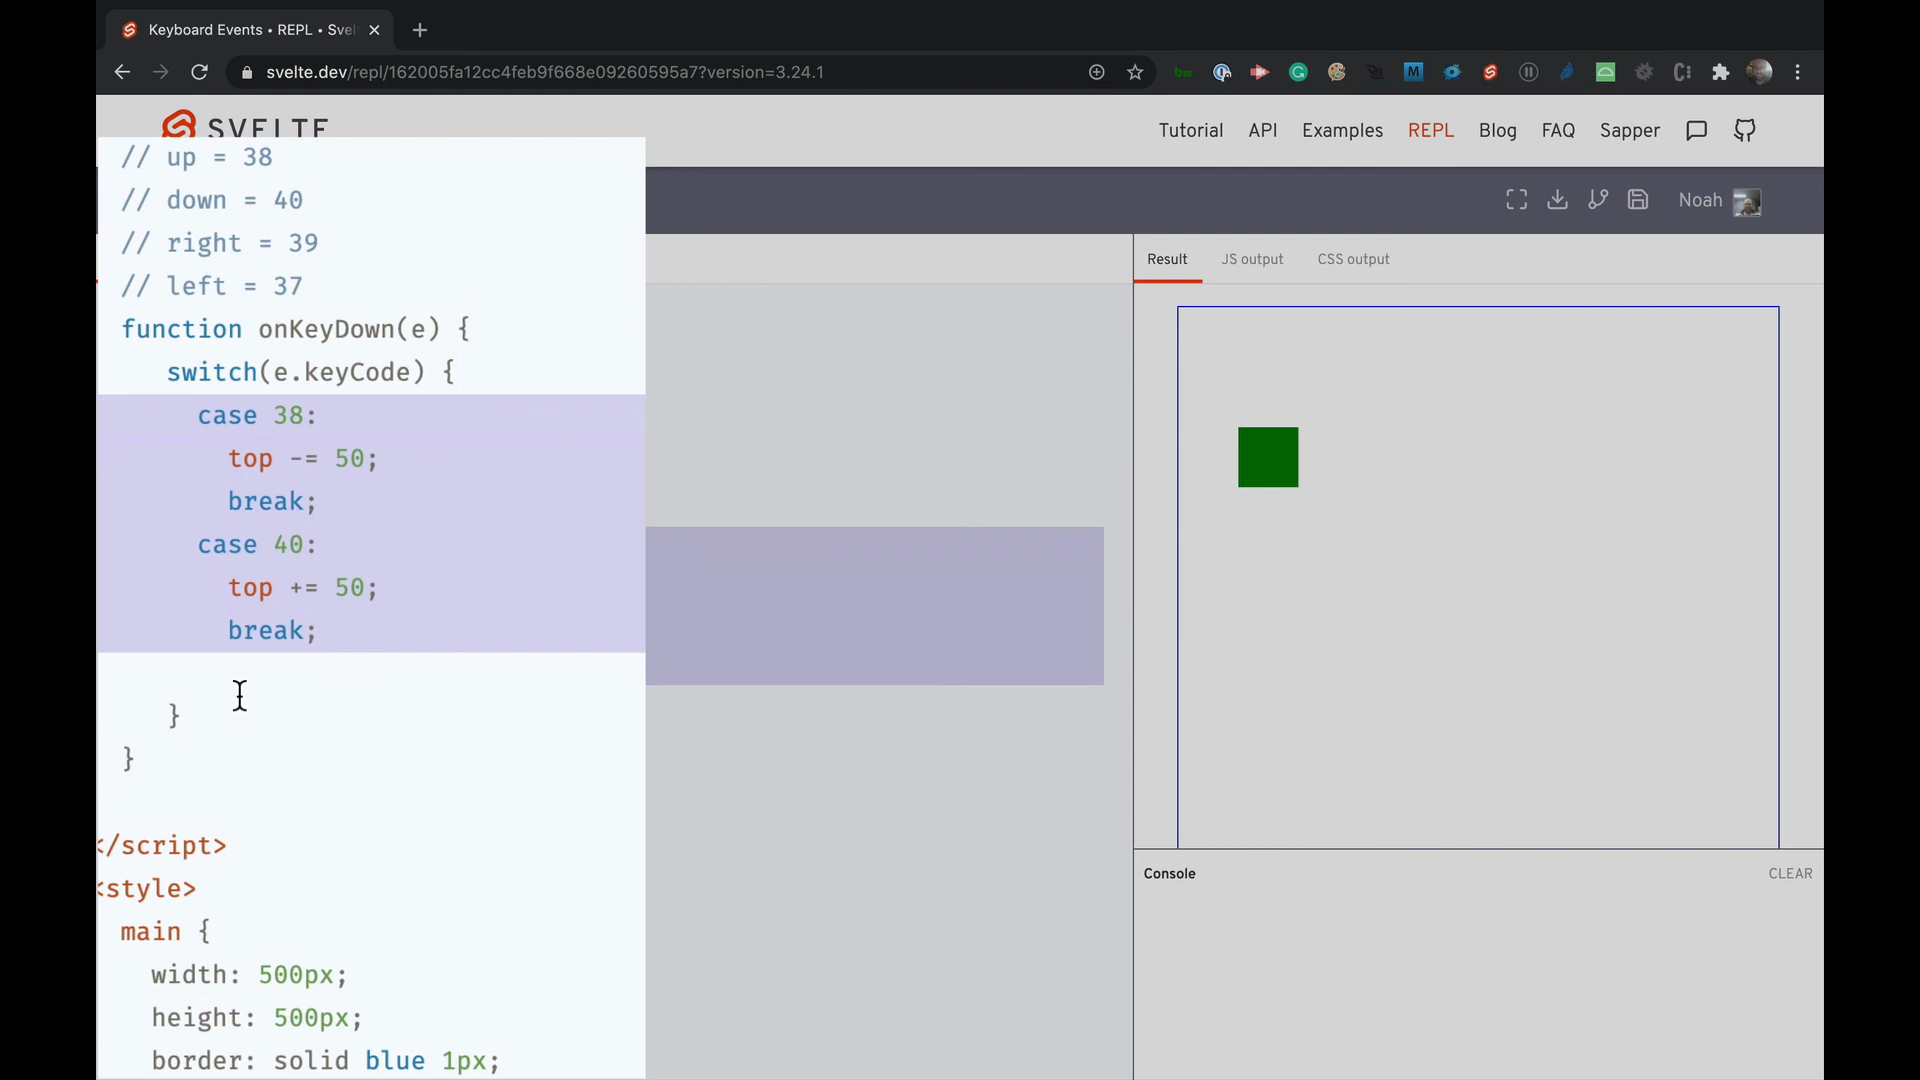 Keyboard Events • REPL • Sve
svelte.dev/repl/162005fa12cc4feb9f668e09260595a7?version=3.24.1
SVELTE
Tutorial API Examples REPL Blog FAQ Sapper
Noah
// up = 38
// down = 40
// right = 39
// left = 37
function onKeyDown(e) {
switch(e.keyCode) {
case 38:
top -= 50;
break;
case 40:
top += 50;
break;
}
}
</script>
<style>
main {
width: 500px;
height: 500px;
border: solid blue 1px;
Result JS output CSS output
Console CLEAR